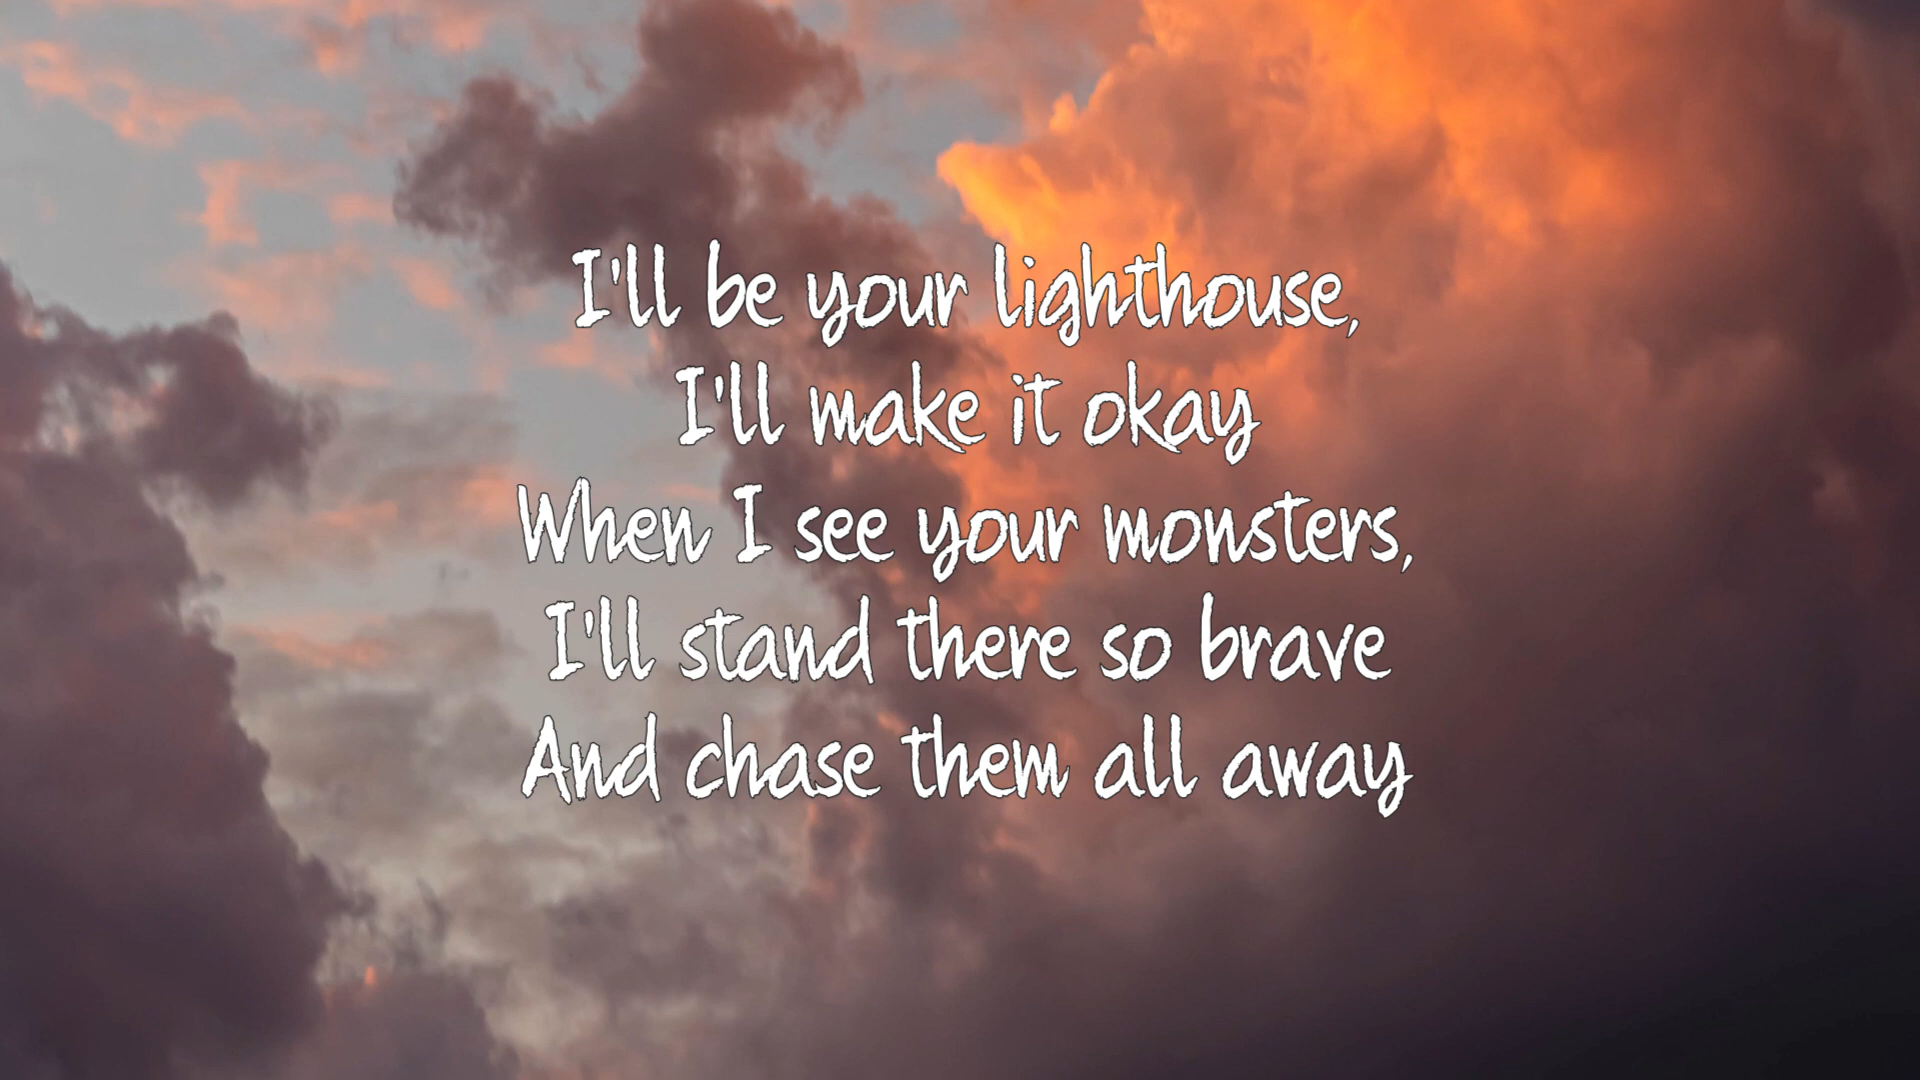 I'll be your lighthouse,
I'll make it okay
When I see your monsters,
I'll stand there so brave
And chase them all away